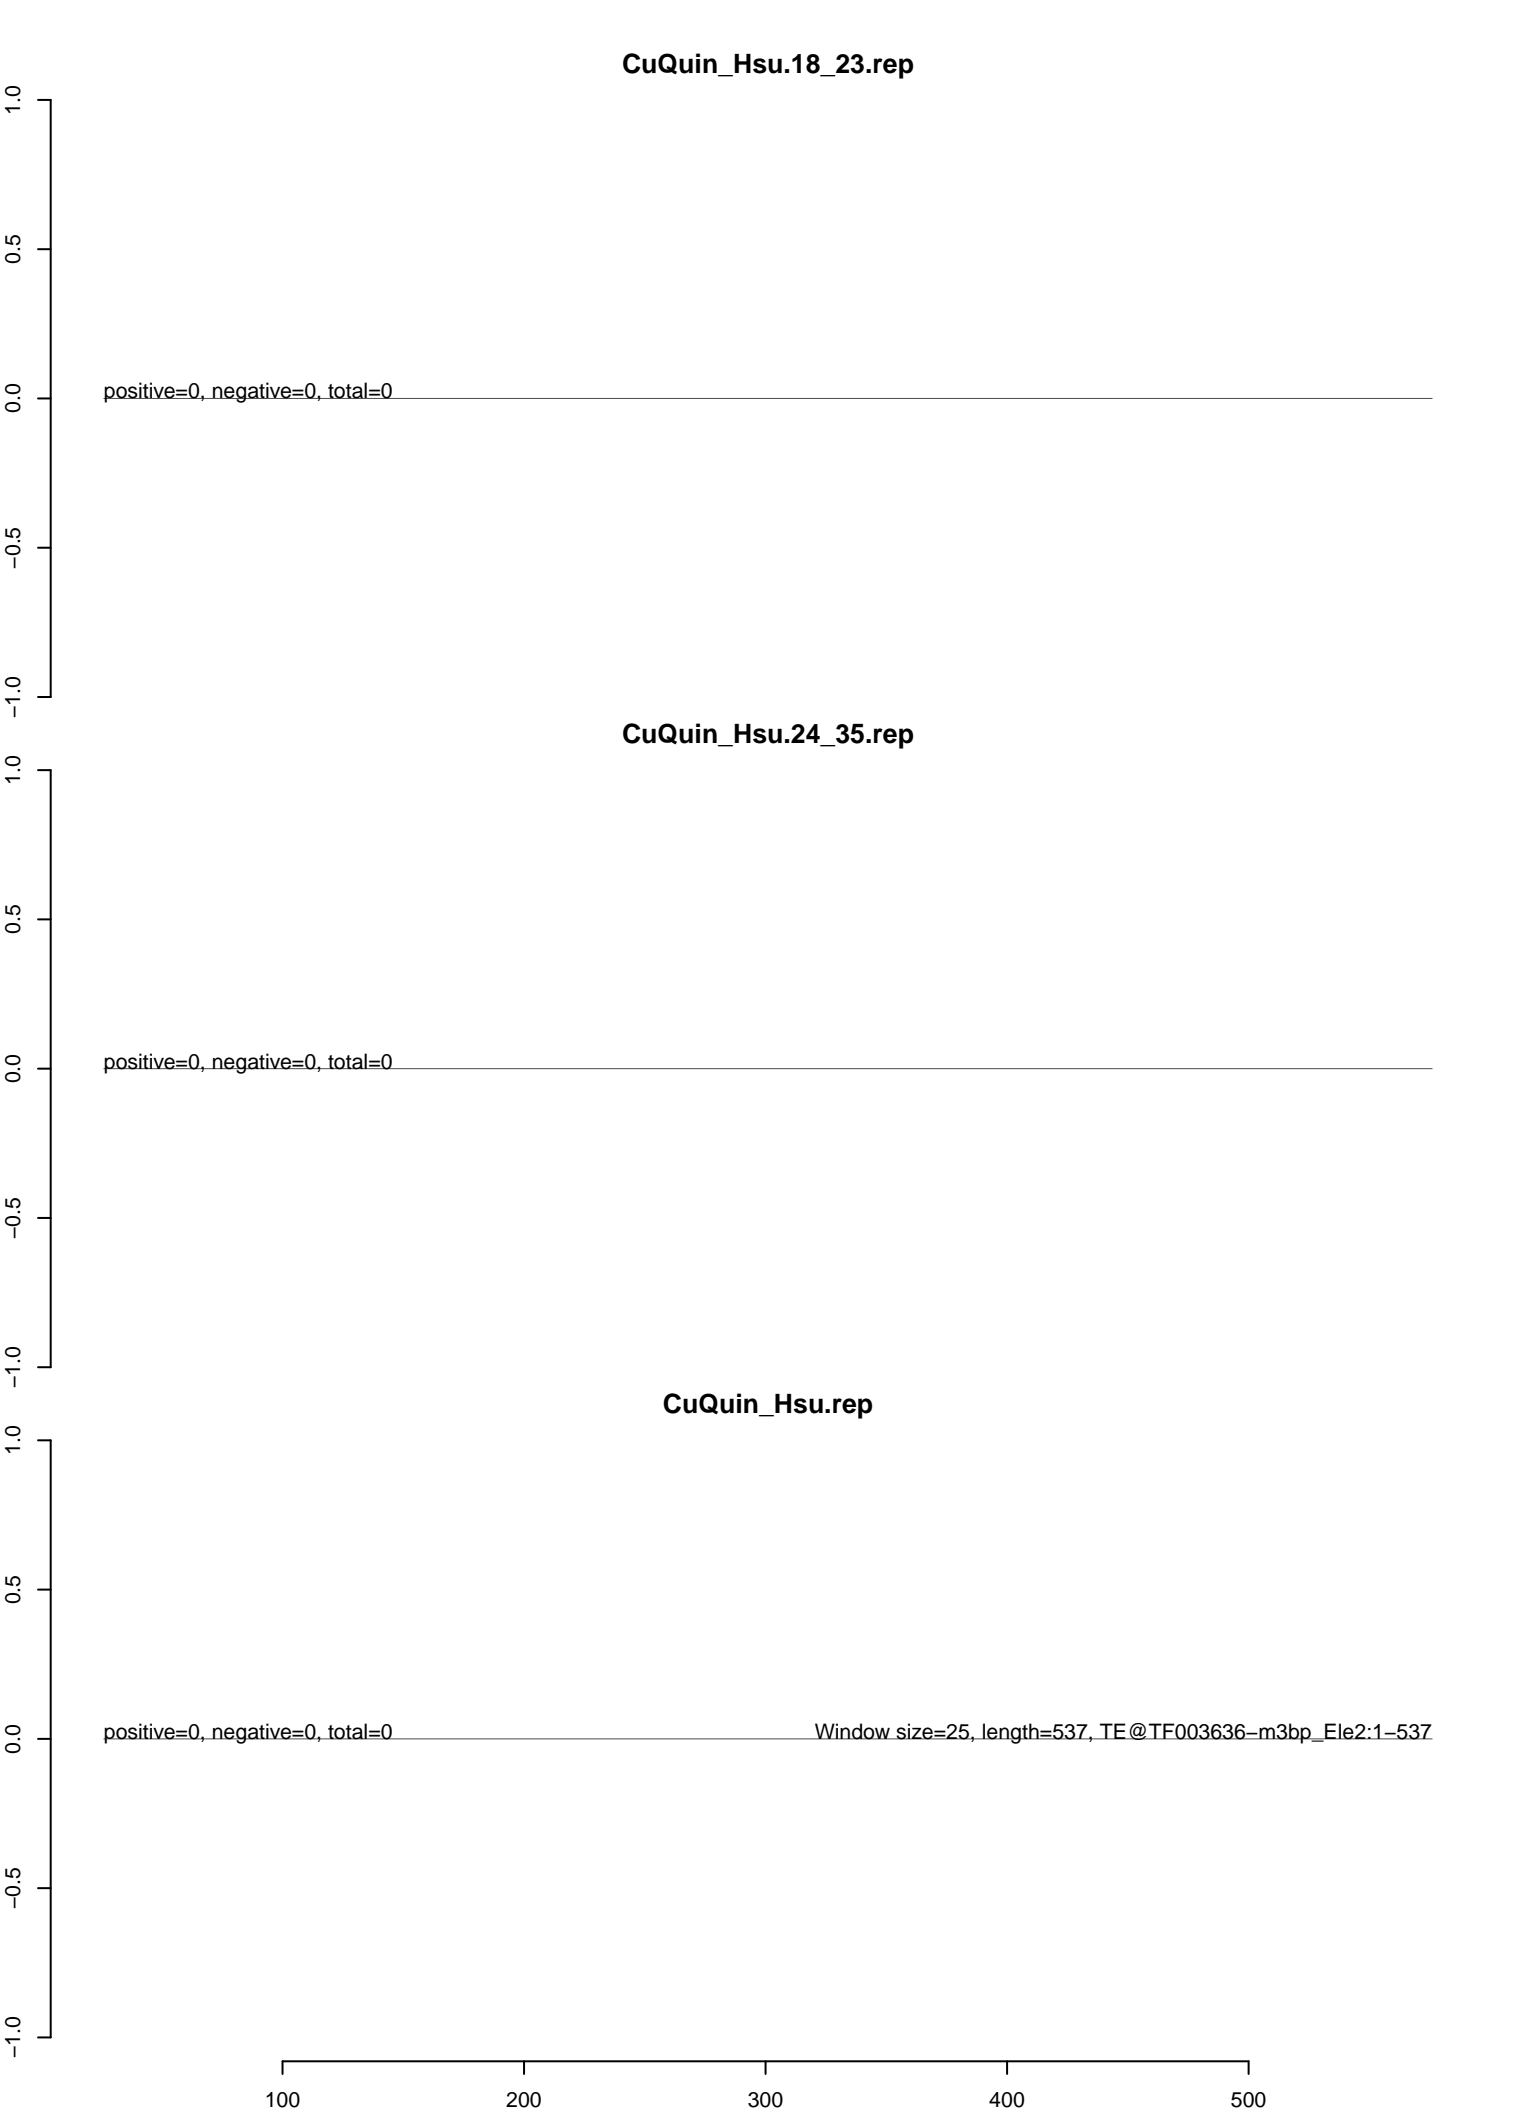 CuQuin_Hsu.18_23.rep
1.0
0.5
0.0
−0.5
−1.0
positive=0, negative=0, total=0
CuQuin_Hsu.24_35.rep
1.0
0.5
0.0
−0.5
−1.0
positive=0, negative=0, total=0
CuQuin_Hsu.rep
1.0
0.5
0.0
−0.5
−1.0
positive=0, negative=0, total=0
Window size=25, length=537, TE@TF003636−m3bp_Ele2:1−537
100 200 300 400 500